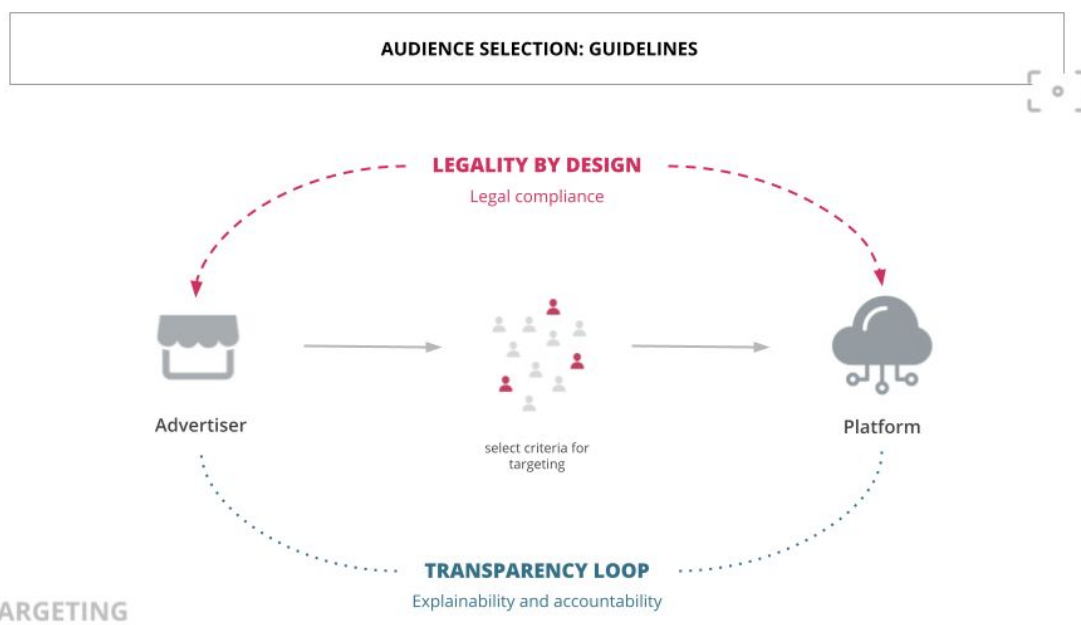 AUDIENCE SELECTION: GUIDELINES
LEGALITY BY DESIGN
Legal compliance
Advertiser
select criteria for
targeting
Platform
TRANSPARENCY LOOP
Explainability and accountability
ARGETING